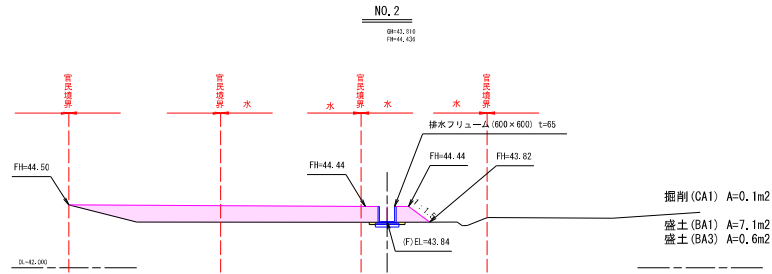 NO.2
GH=43.810
FH=44.436
官民境界
官民境界
水
水
官民境界
水
水
官民境界
排水フリューム(600×600) t=65
FH=44.50
FH=44.44
FH=44.44
FH=43.82
1:1.5
掘削(CA1) A=0.1m2
盛土(BA1) A=7.1m2
盛土(BA3) A=0.6m2
(F)EL=43.84
DL=42.000